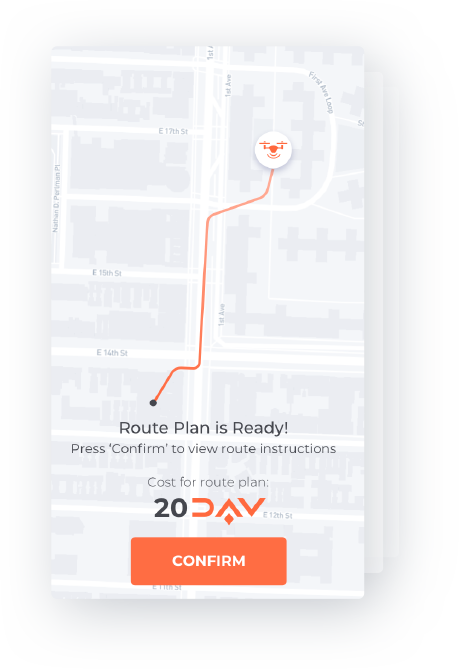 1st A
First Ave Loop
1st Ave
E 17th St
Nathan D. Perlman Pl
E 15th St
1st Ave
E 14th St
Route Plan is Ready!
Press ‘Confirm’ to view route instructions
Cost for route plan:
20 DAV
E 12th St
CONFIRM
E 11th St